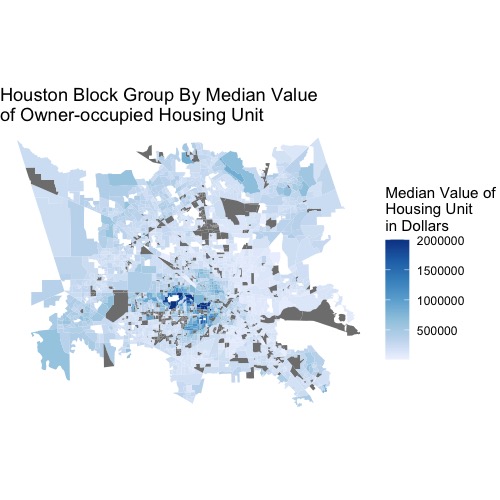 Houston Block Group By Median Value
of Owner-occupied Housing Unit
Median Value of
Housing Unit
in Dollars
2000000
1500000
1000000
500000